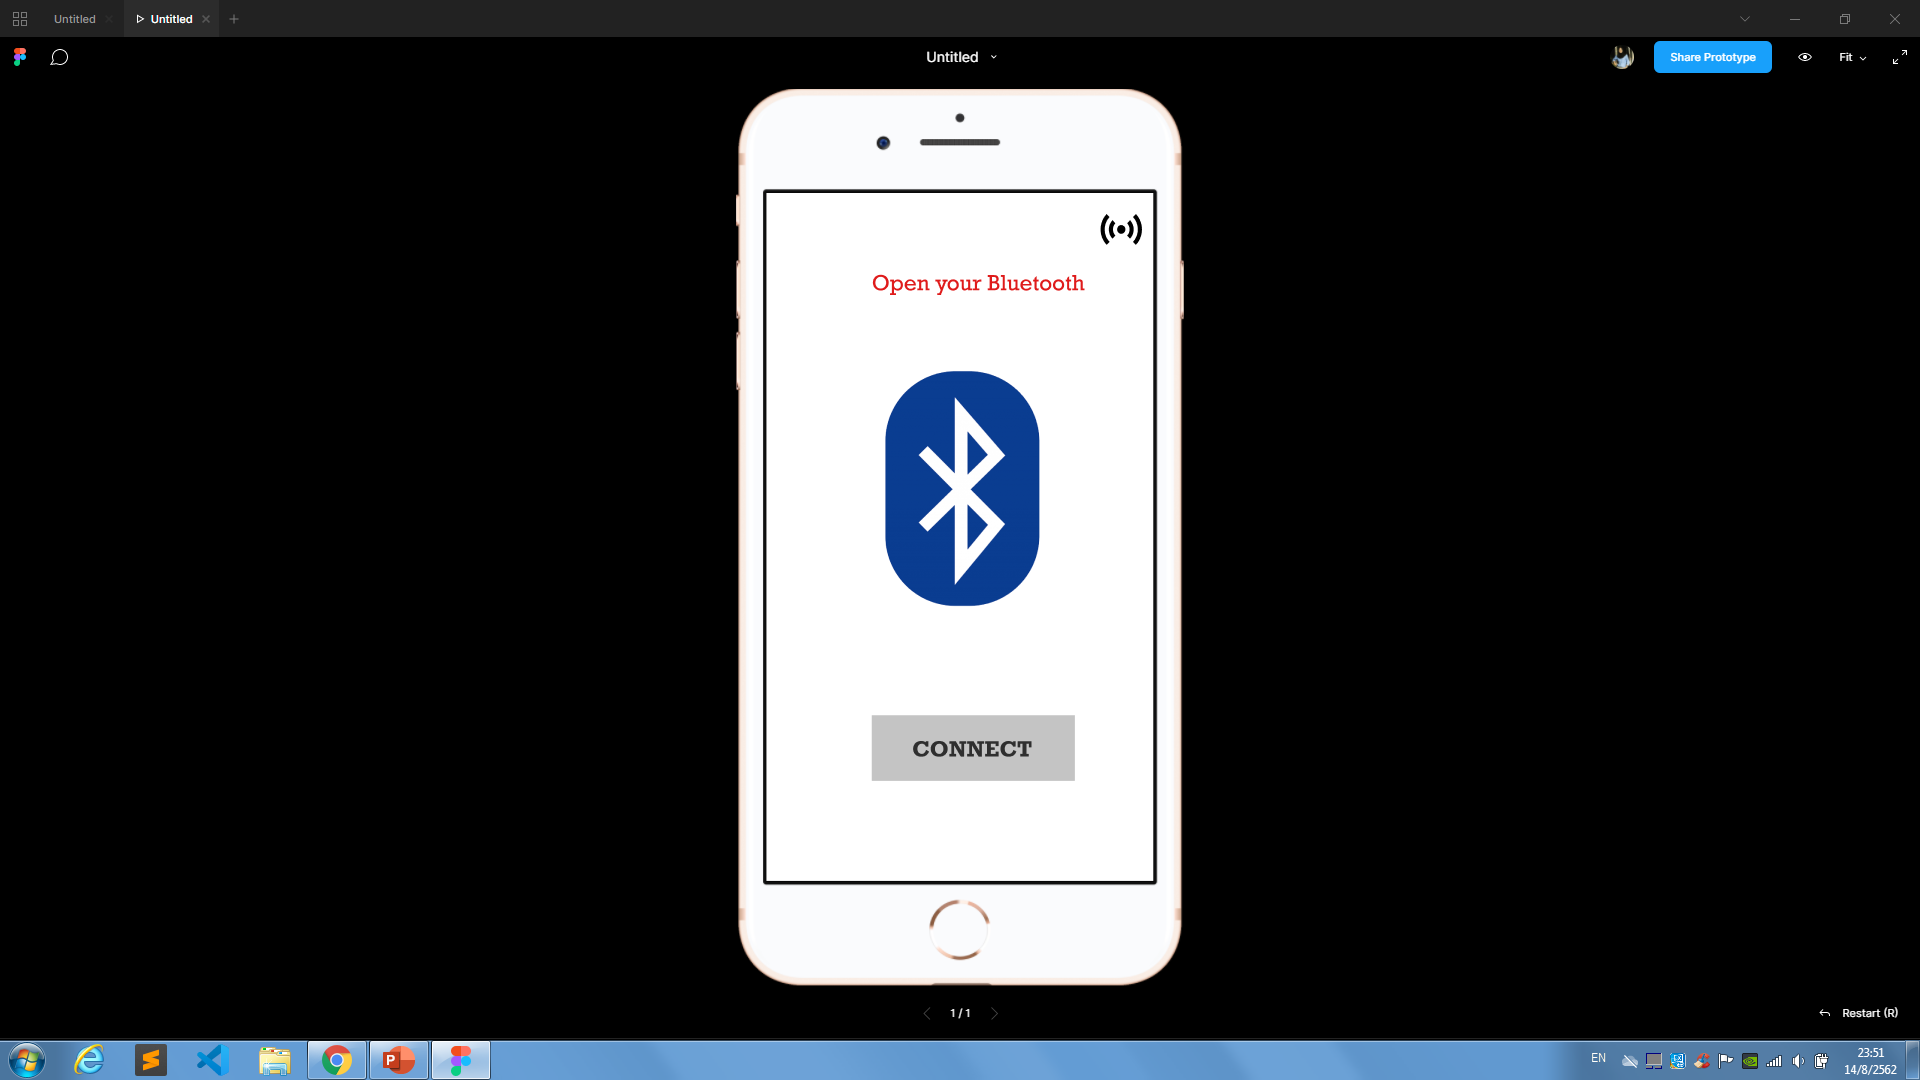 Untitled
Untitled
Untitled
Share Prototype
Fit
Open your Bluetooth
CONNECT
1 / 1
Restart (R)
P
EN
23:51
14/8/2562